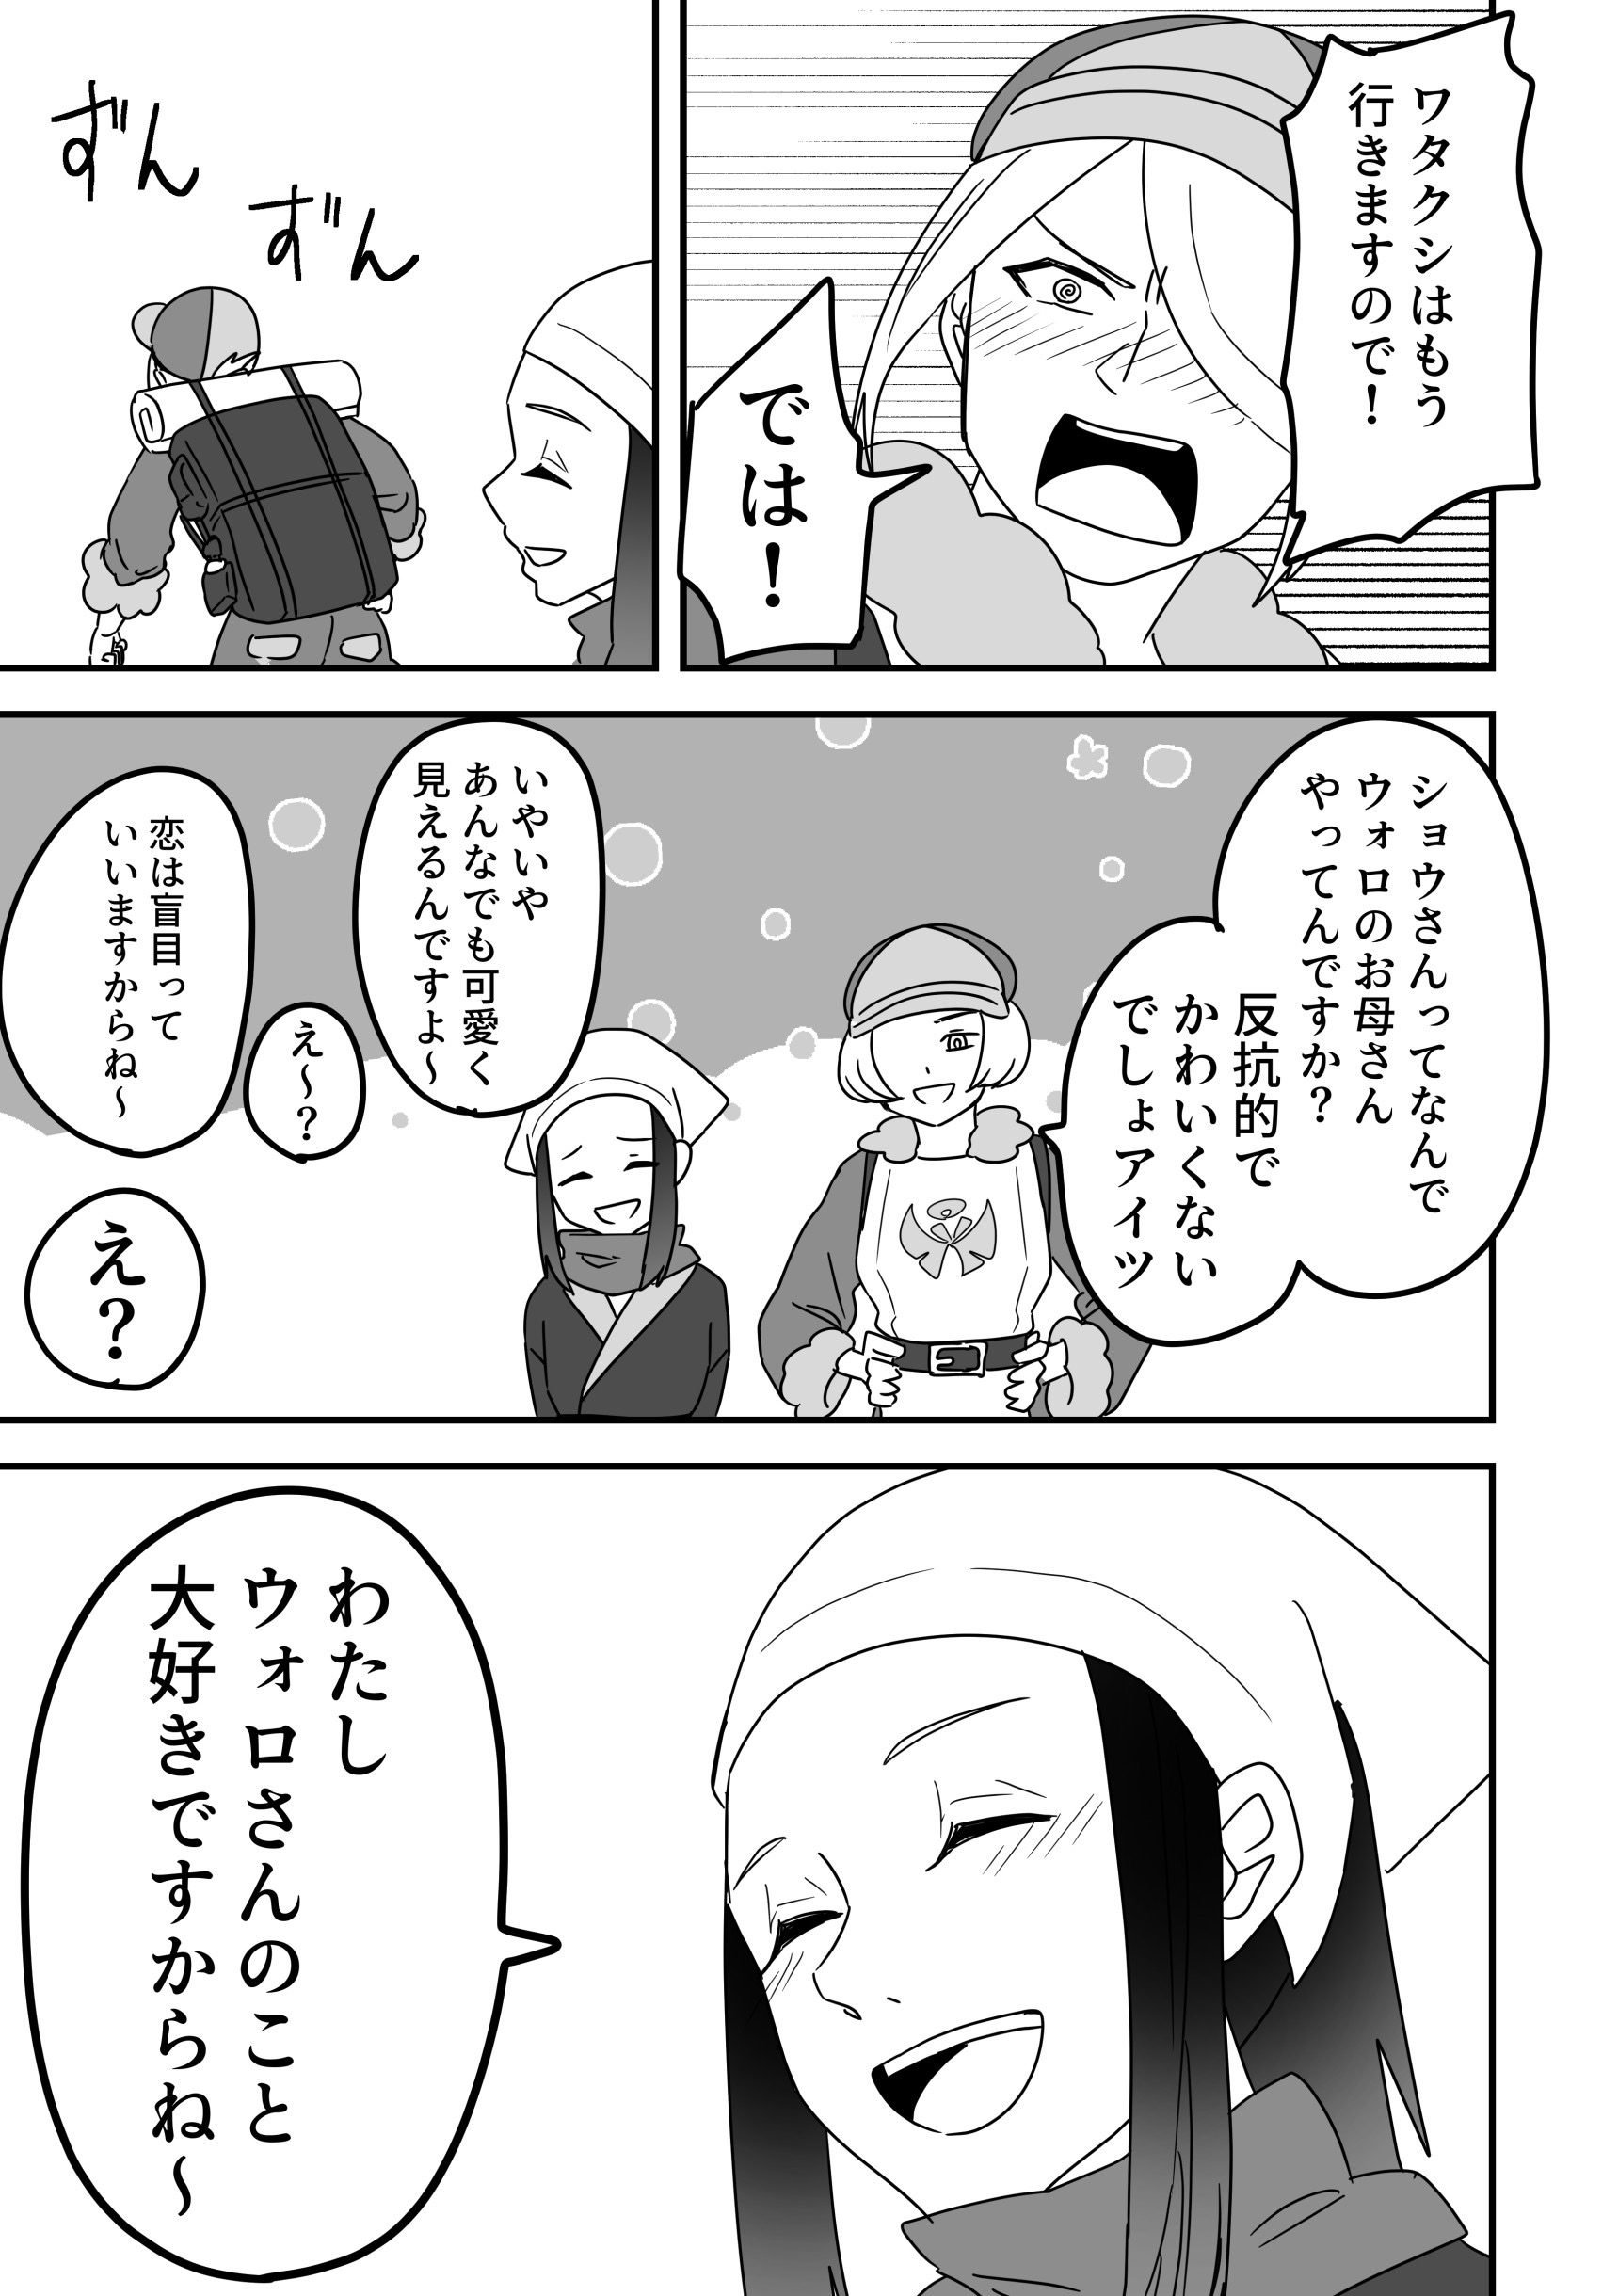 ワタクシはもう
行きますので！
では！
ずん
ずん
ショウさんってなんで
ウォロのお母さん
やってんですか？
反抗的で
かわいくない
でしょアイツ
いやいや
あんなでも可愛く
見えるんですよ〜
え〜？
恋は盲目って
いいますからね〜
え？
わたし
ウォロさんのこと
大好きですからね〜